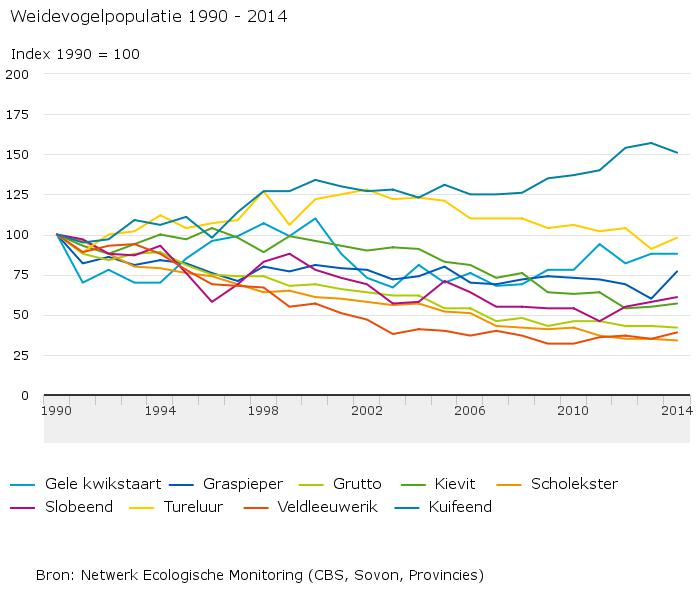 Weidevogelpopulatie 1990 - 2014
Index 1990 = 100
200
175
150
125
100
75
50
25
0
1990 1994 1998 2002 2006 2010 2014
Gele kwikstaart Graspieper Grutto Kievit Scholekster
Slobeend Tureluur Veldleeuwerik Kuifeend
Bron: Netwerk Ecologische Monitoring (CBS, Sovon, Provincies)